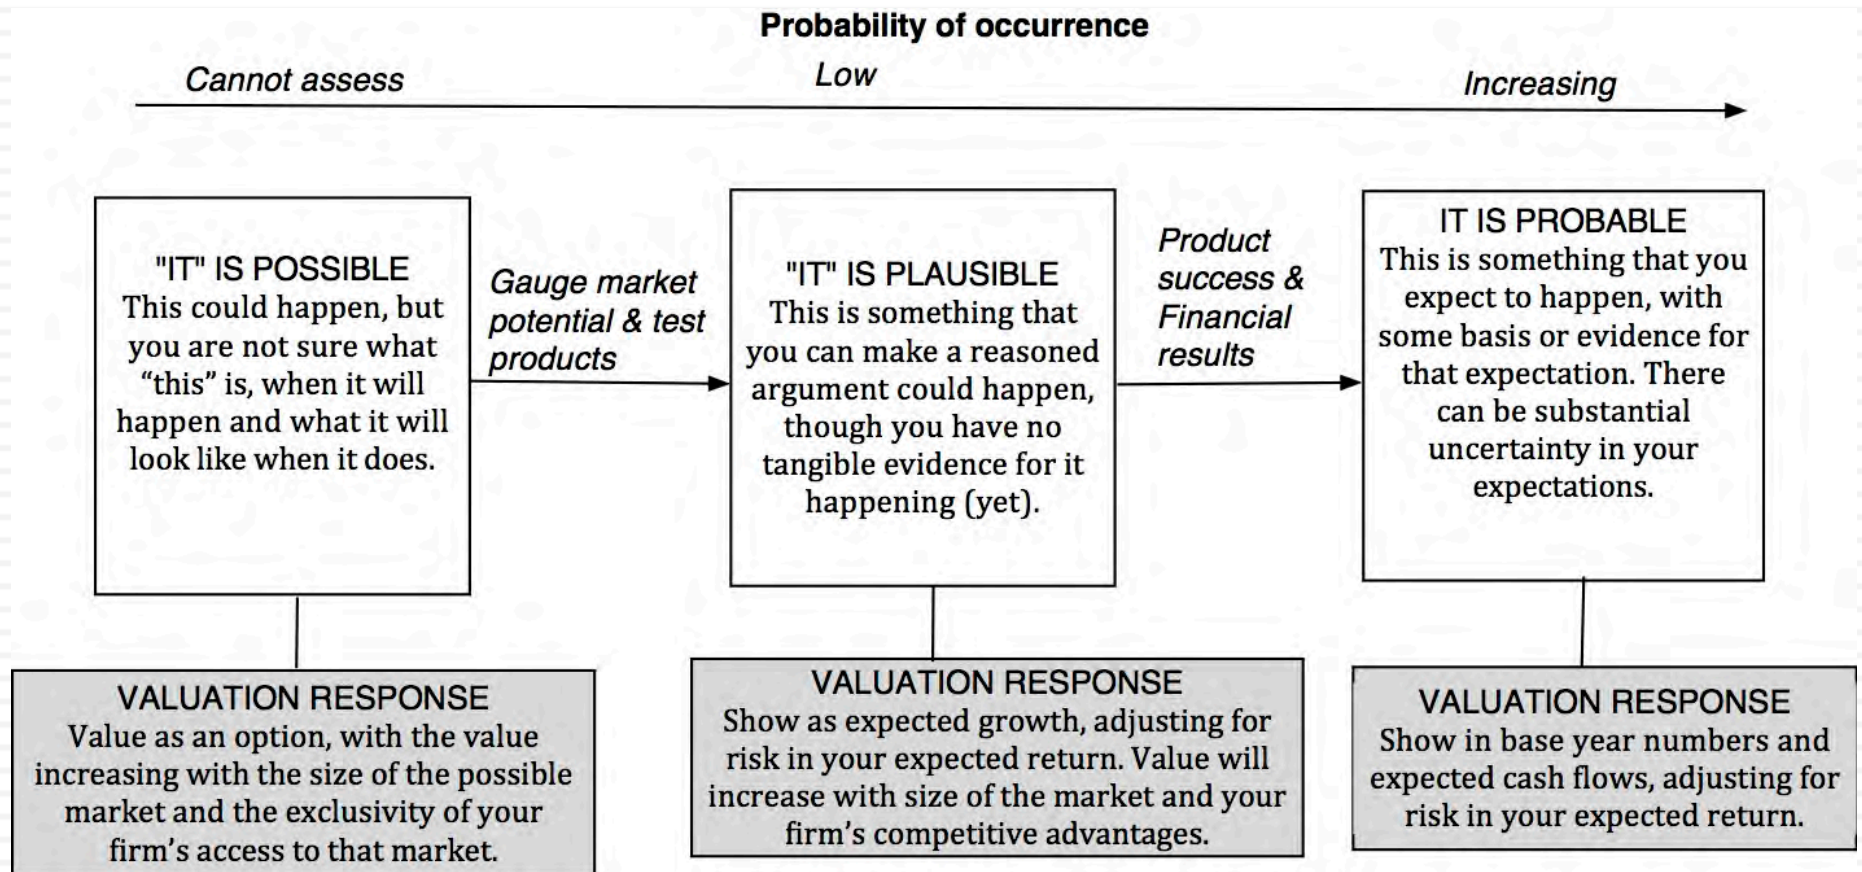 Probability of occurrence
Cannot assess
Low
Increasing
"IT" IS POSSIBLE
This could happen, but
you are not sure what
“this” is, when it will
happen and what it will
look like when it does.
Gauge market
potential & test
products
"IT" IS PLAUSIBLE
This is something that
you can make a reasoned
argument could happen,
though you have no
tangible evidence for it
happening (yet).
Product
success &
Financial
results
IT IS PROBABLE
This is something that you
expect to happen, with
some basis or evidence for
that expectation. There
can be substantial
uncertainty in your
expectations.
VALUATION RESPONSE
Value as an option, with the value
increasing with the size of the possible
market and the exclusivity of your
firm’s access to that market.
VALUATION RESPONSE
Show as expected growth, adjusting for
risk in your expected return. Value will
increase with size of the market and your
firm’s competitive advantages.
VALUATION RESPONSE
Show in base year numbers and
expected cash flows, adjusting for
risk in your expected return.